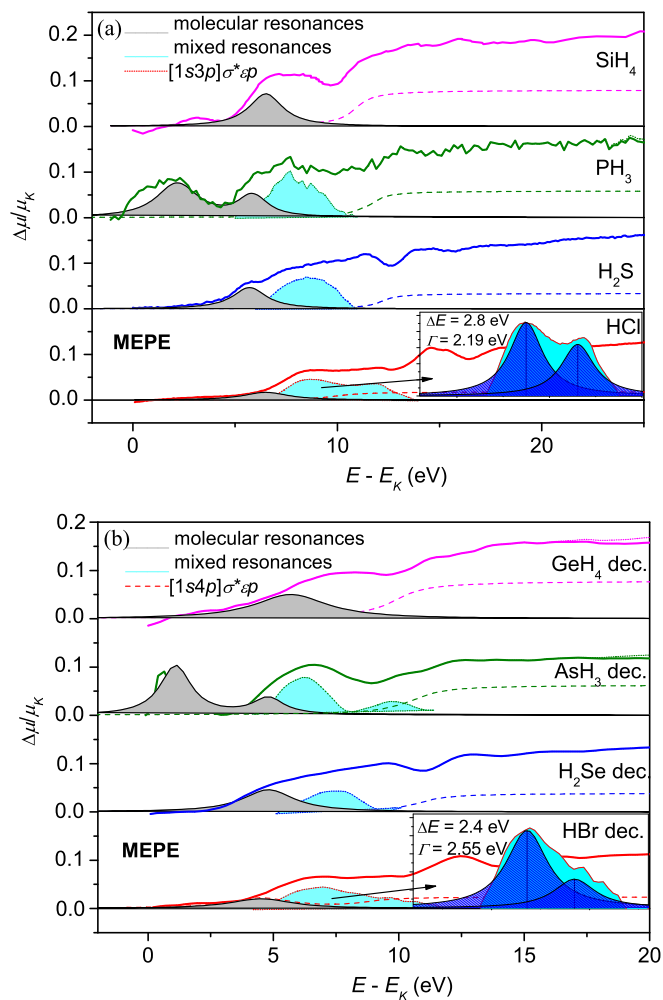 (a)
molecular resonances
mixed resonances
[1s3p]σ*εp
SiH₄
PH₃
H₂S
HCl
MEPE
ΔE = 2.8 eV
Γ = 2.19 eV
0.2
0.1
0.0
0.1
0.0
0.1
0.0
0.1
0.0
Δμ/μ_K
0 10 20
E - E_K (eV)
(b)
molecular resonances
mixed resonances
[1s4p]σ*εp
GeH₄ dec.
AsH₃ dec.
H₂Se dec.
HBr dec.
MEPE
ΔE = 2.4 eV
Γ = 2.55 eV
0.2
0.1
0.0
0.1
0.0
0.1
0.0
0.1
0.0
Δμ/μ_K
0 5 10 15 20
E - E_K (eV)